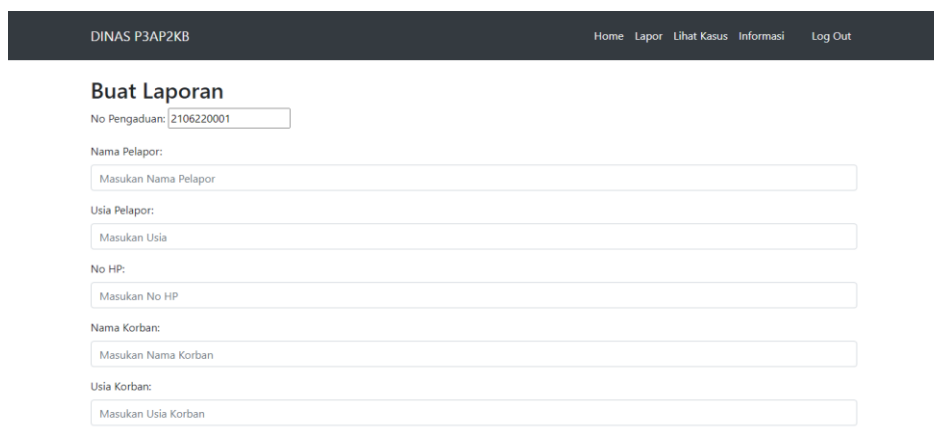 DINAS P3AP2KB Home Lapor Lihat Kasus Informasi Log Out
Buat Laporan
No Pengaduan: 2106220001
Nama Pelapor:
Masukan Nama Pelapor
Usia Pelapor:
Masukan Usia
No HP:
Masukan No HP
Nama Korban:
Masukan Nama Korban
Usia Korban:
Masukan Usia Korban